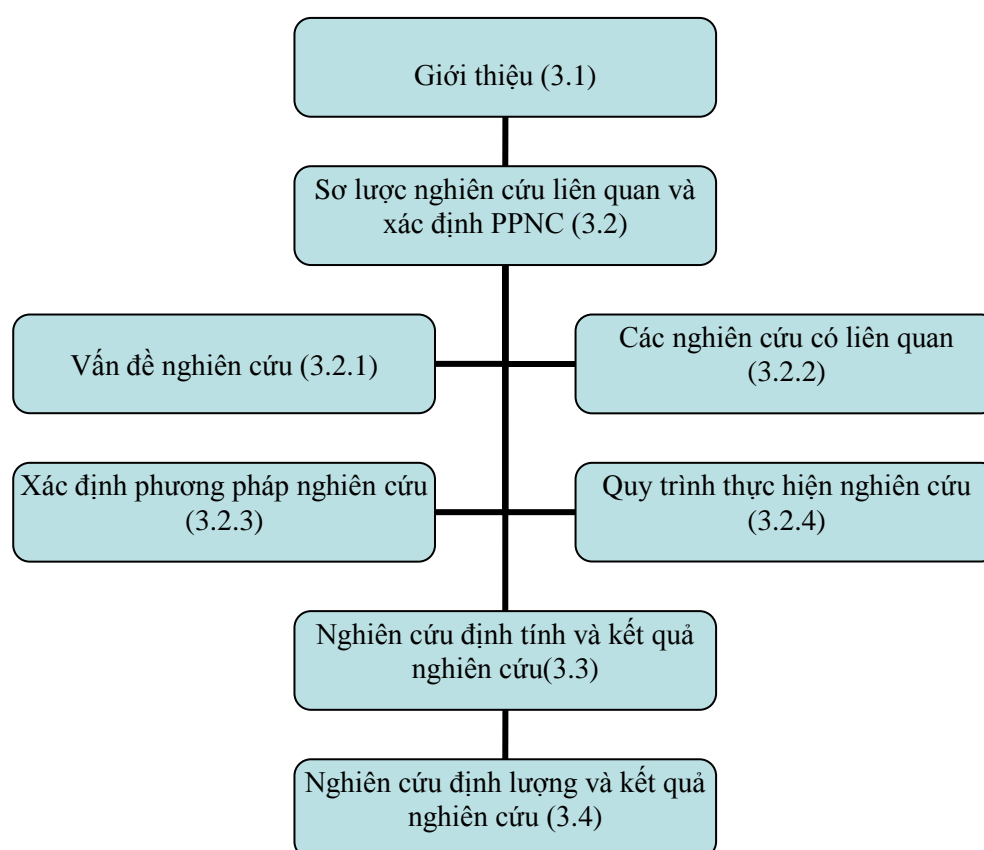 Giới thiệu (3.1)
Sơ lược nghiên cứu liên quan và
xác định PPNC (3.2)
Vấn đề nghiên cứu (3.2.1)
Các nghiên cứu có liên quan
(3.2.2)
Xác định phương pháp nghiên cứu
(3.2.3)
Quy trình thực hiện nghiên cứu
(3.2.4)
Nghiên cứu định tính và kết quả
nghiên cứu(3.3)
Nghiên cứu định lượng và kết quả
nghiên cứu (3.4)